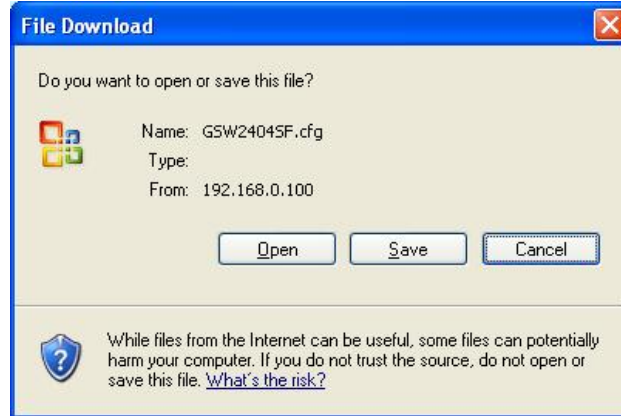 File Download
Do you want to open or save this file?
Name: GSW2404SF.cfg
Type:
From: 192.168.0.100
Open Save Cancel
While files from the Internet can be useful, some files can potentially
harm your computer. If you do not trust the source, do not open or
save this file. What's the risk?